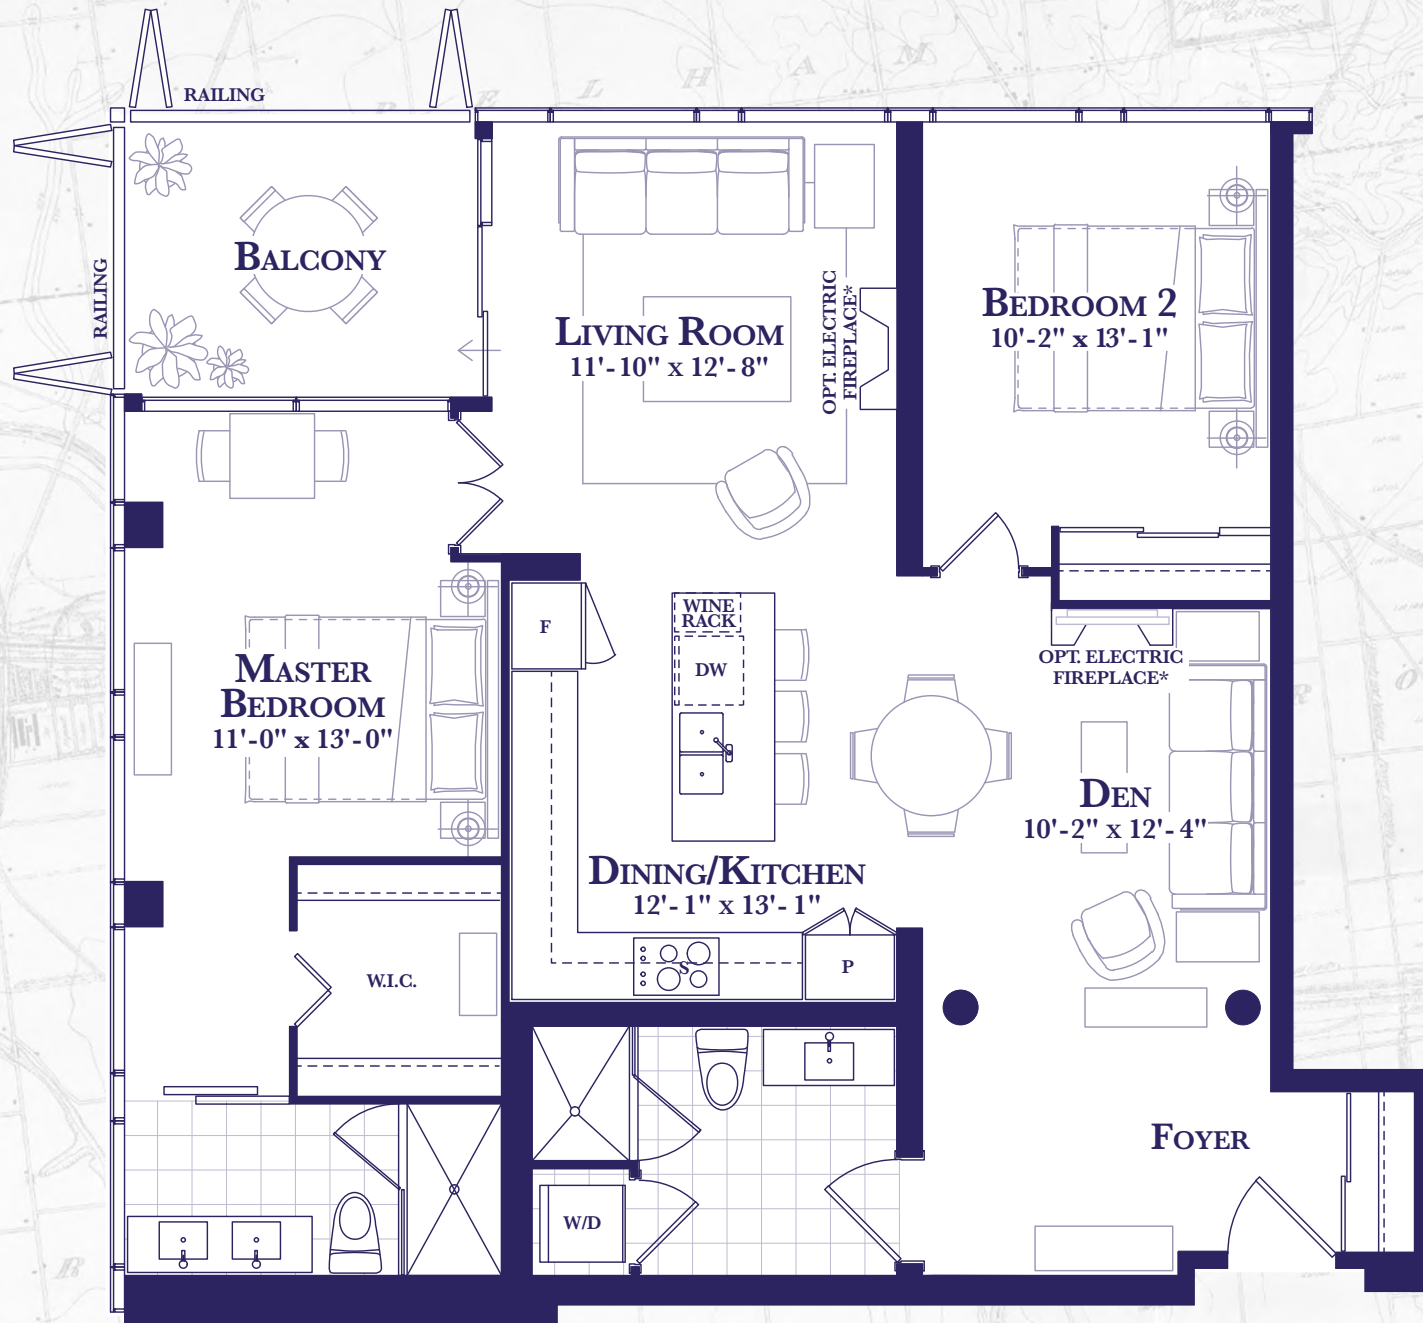 RAILING
RAILING
BALCONY
LIVING ROOM
11'-10" x 12'-8"
OPT. ELECTRIC
FIREPLACE*
BEDROOM 2
10'-2" x 13'-1"
F
WINE
RACK
DW
OPT. ELECTRIC
FIREPLACE*
MASTER
BEDROOM
11'-0" x 13'-0"
DEN
10'-2" x 12'-4"
DINING/KITCHEN
12'-1" x 13'-1"
S
P
W.I.C.
FOYER
W/D
L H A M
R
O
R